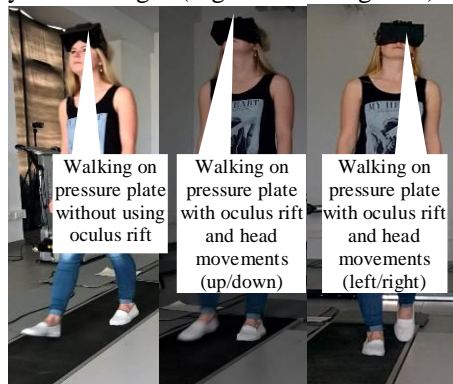 Walking on
pressure plate
without using
oculus rift
Walking on
pressure plate
with oculus rift
and head
movements
(up/down)
Walking on
pressure plate
with oculus rift
and head
movements
(left/right)